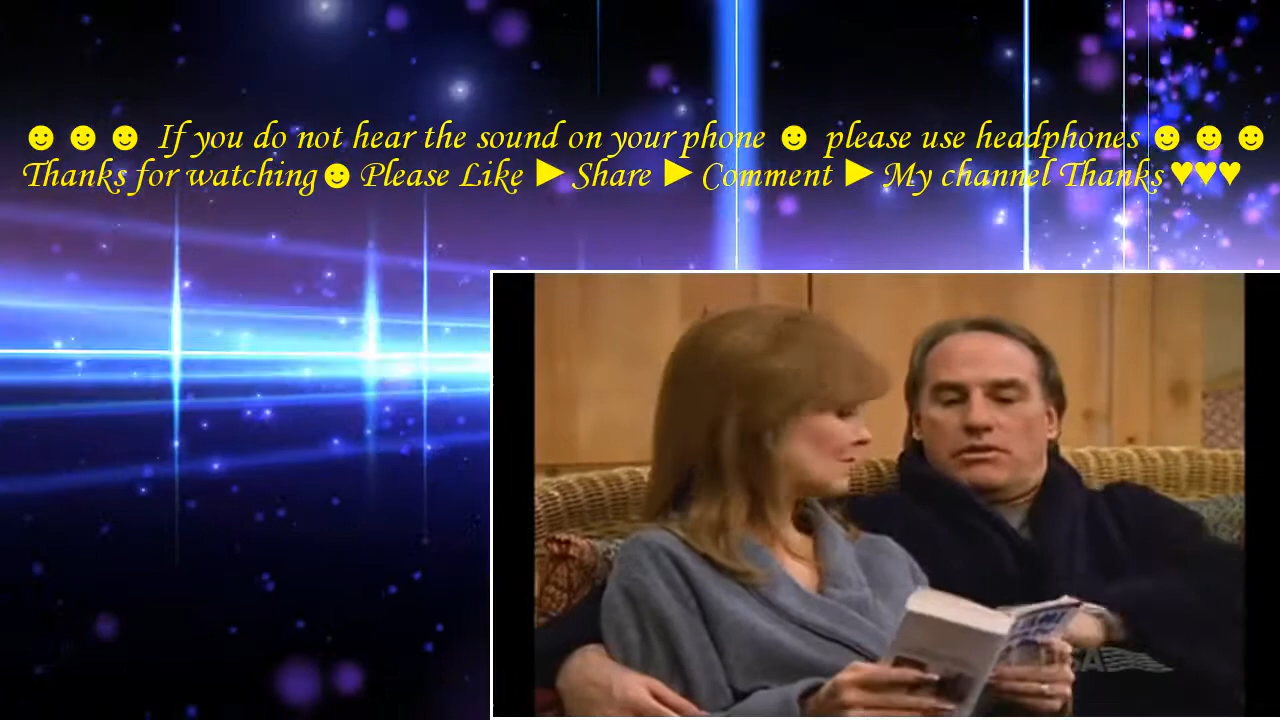 ☻☻☻ If you do not hear the sound on your phone ☻ please use headphones ☻☻☻
Thanks for watching☻Please Like ►Share ►Comment ►My channel Thanks♥♥♥
USA